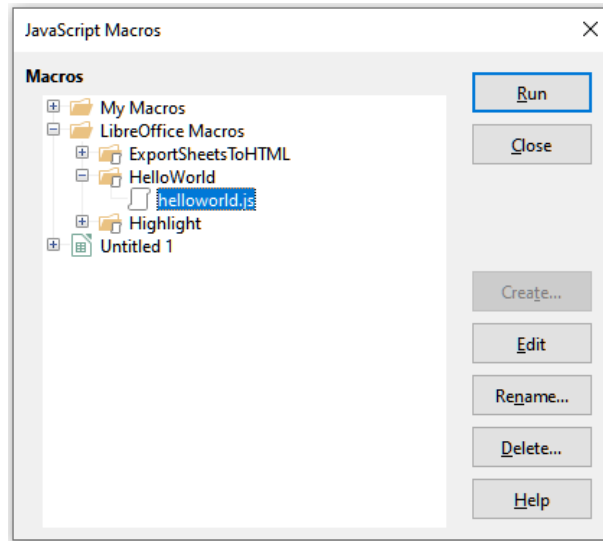 JavaScript Macros
Macros
My Macros
LibreOffice Macros
ExportSheetsToHTML
HelloWorld
helloworld.js
Highlight
Untitled 1
Run
Close
Create...
Edit
Rename...
Delete...
Help